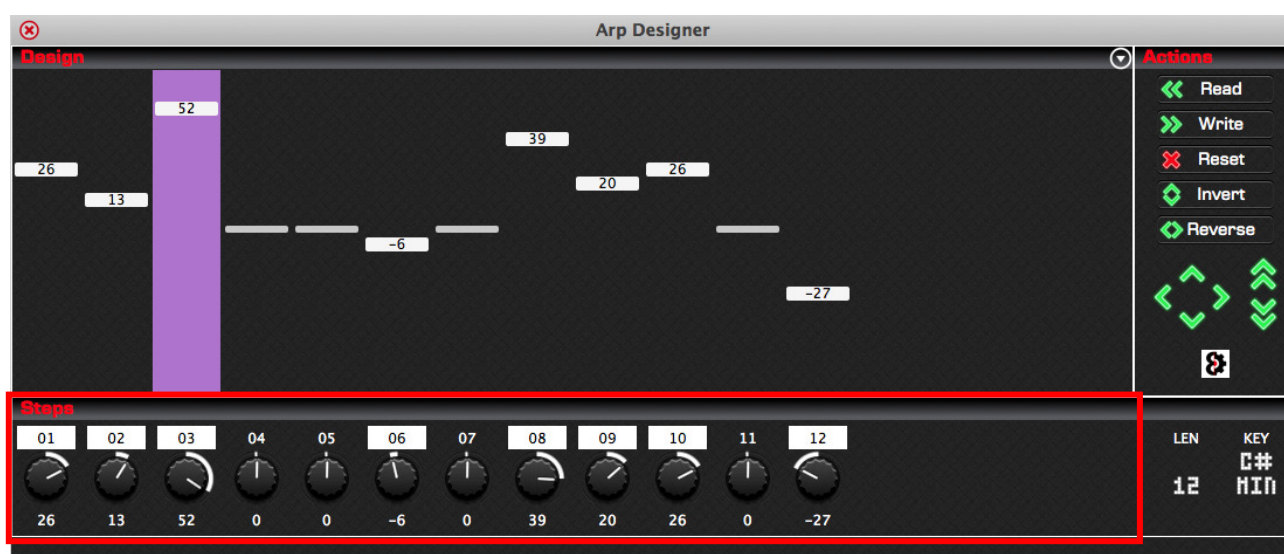 Arp Designer
Design
Actions
52
39
26
13
20
26
-6
-27
Read
Write
Reset
Invert
Reverse
Steps
01 02 03 04 05 06 07 08 09 10 11 12
26 13 52 0 0 -6 0 39 20 26 0 -27
LEN KEY
12 C#
MIN